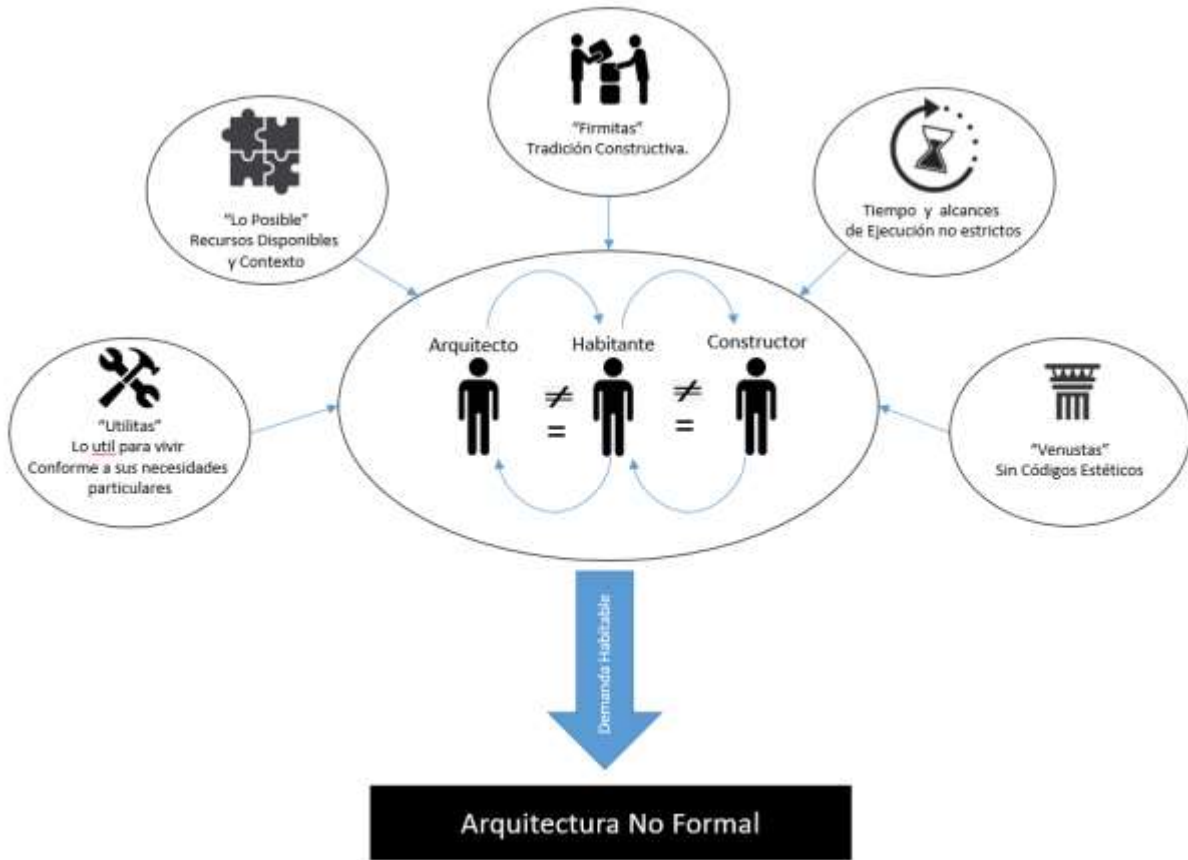 "Firmitas"
Tradición Constructiva.
"Lo Posible"
Recursos Disponibles
y Contexto
Tiempo y alcances
de Ejecución no estrictos
"Utilitas"
Lo util para vivir
Conforme a sus necesidades
particulares
Arquitecto
Habitante
Constructor
≠ ≠
= =
"Venustas"
Sin Códigos Estéticos
Demanda Habitable
Arquitectura No Formal